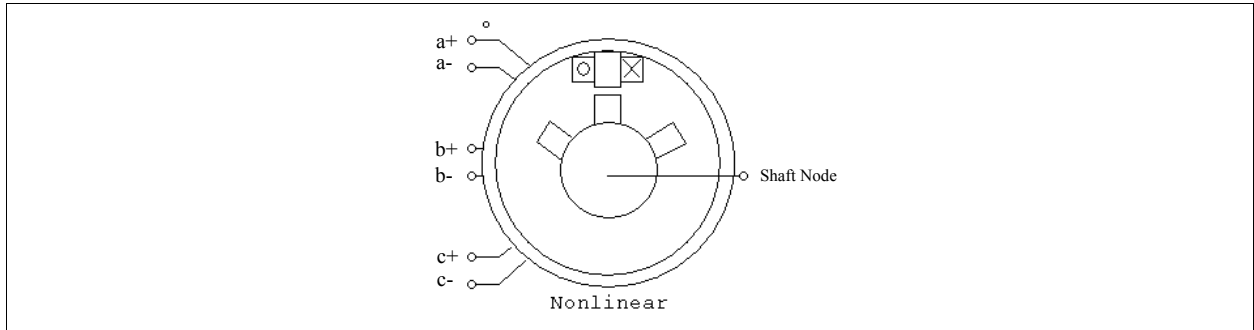 a+
a-
b+
b-
Shaft Node
c+
c-
Nonlinear